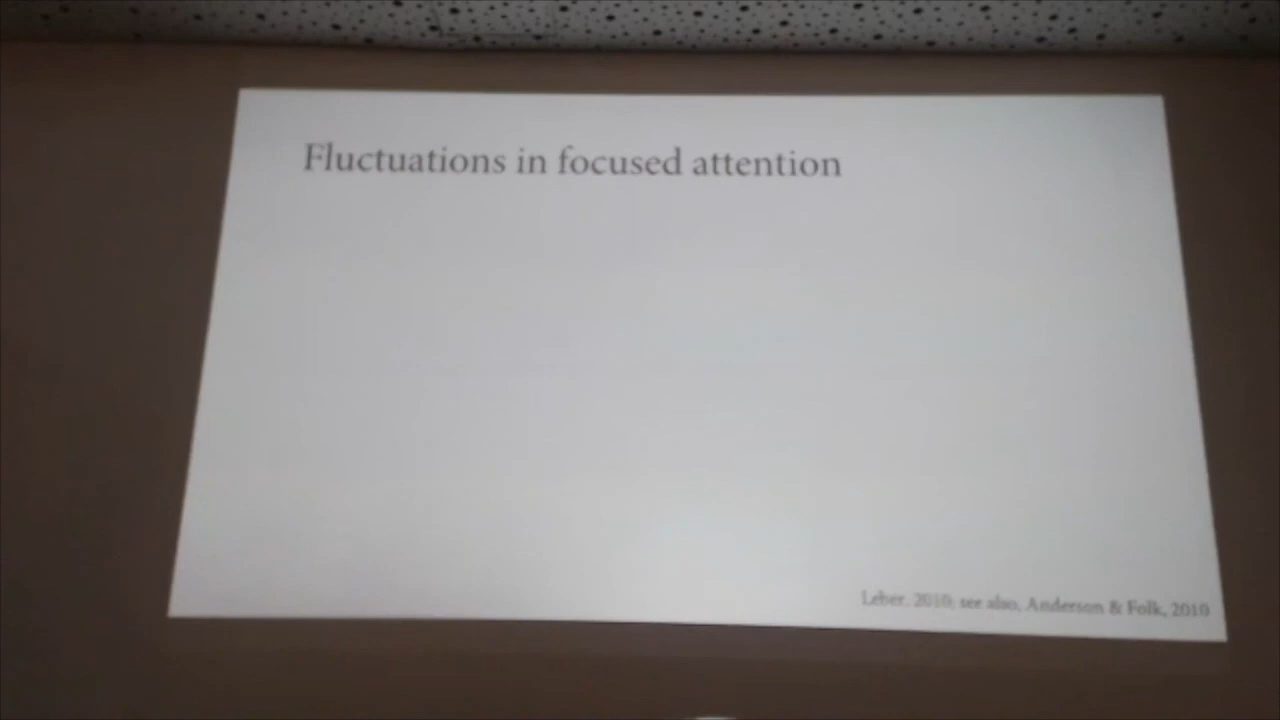 Fluctuations in focused attention
Leber, 2010; see also, Anderson & Folk, 2010